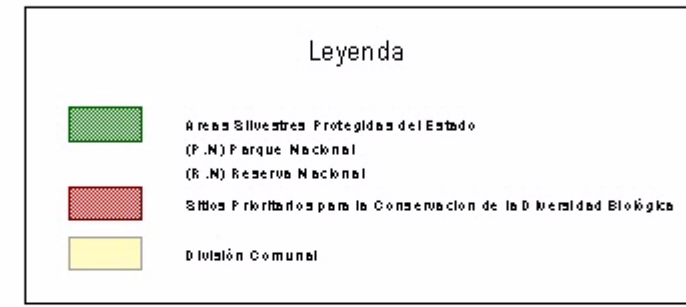 Leyenda
Areas Silvestres Protegidas del Estado
(P.N) Parque Nacional
(R.N) Reserva Nacional
Sitios Prioritarios para la Conservacion de la Diversidad Biológica
División Comunal